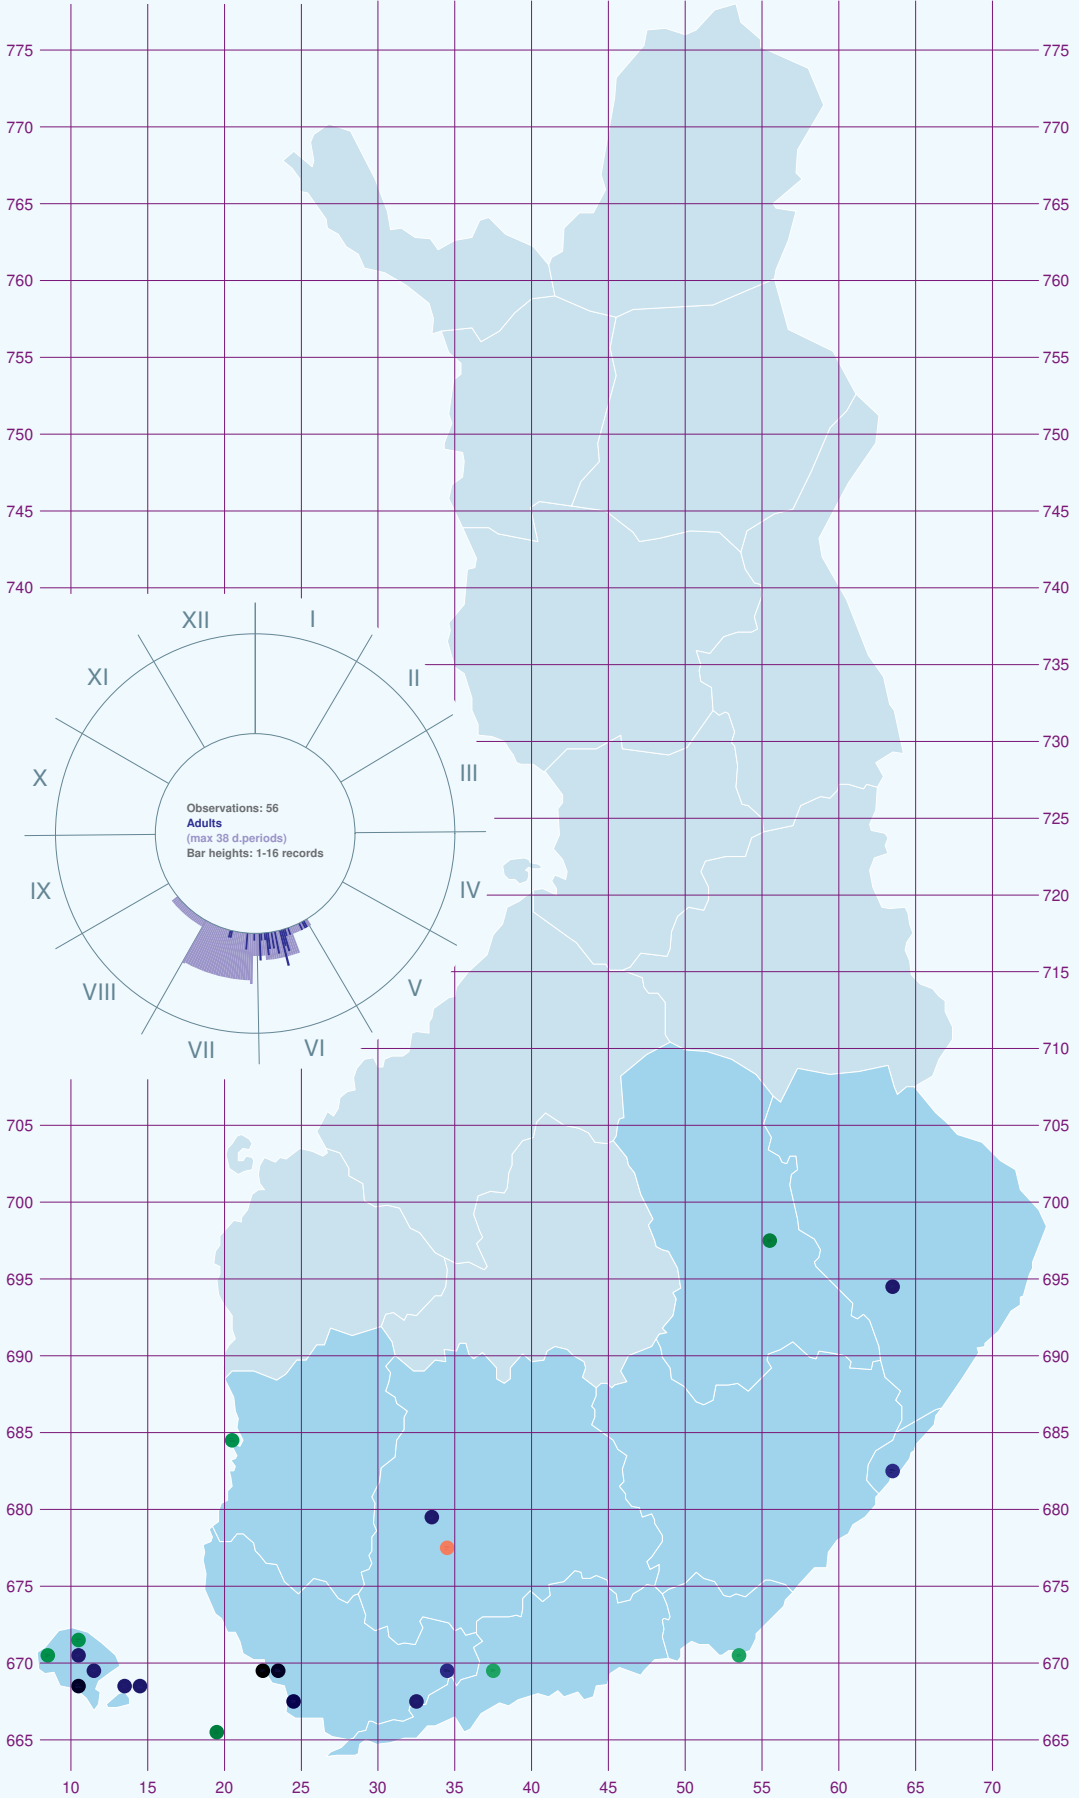 775 775
770 770
765 765
760 760
755 755
750 750
745 745
740 740
XII I
XI II
735 735
730 730
X III
Observations: 56
Adults
(max 38 d.periods)
Bar heights: 1-16 records
725 725
IX IV
720 720
VIII V
715 715
VII VI
710 710
705 705
700 700
695 695
690 690
685 685
680 680
675 675
670 670
665 665
10 15 20 25 30 35 40 45 50 55 60 65 70